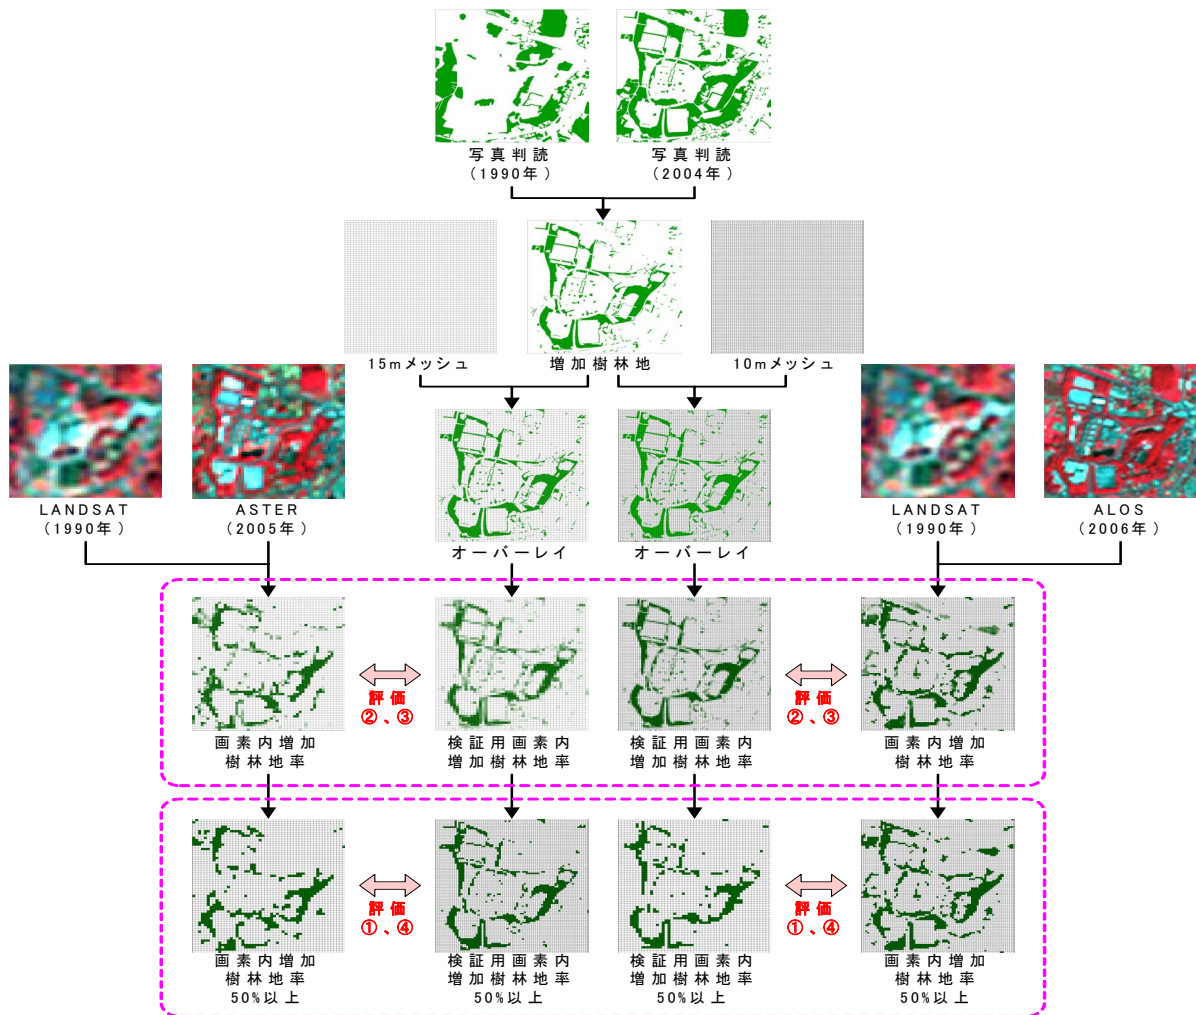 写真判読
(1990年)
写真判読
(2004年)
15mメッシュ
増加樹林地
10mメッシュ
LANDSAT
(1990年)
ASTER
(2005年)
オーバーレイ
オーバーレイ
LANDSAT
(1990年)
ALOS
(2006年)
評価
②、③
評価
②、③
画素内増加
樹林地率
検証用画素内
増加樹林地率
検証用画素内
増加樹林地率
画素内増加
樹林地率
評価
①、④
評価
①、④
画素内増加
樹林地率
50%以上
検証用画素内
増加樹林地率
50%以上
検証用画素内
増加樹林地率
50%以上
画素内増加
樹林地率
50%以上